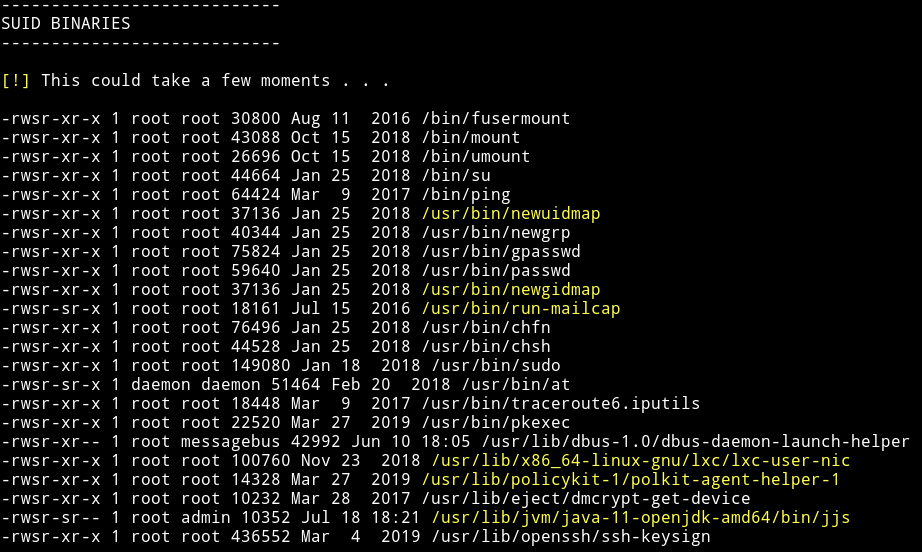 ----------------------------
SUID BINARIES
----------------------------
[!] This could take a few moments . . .
-rwsr-xr-x 1 root root 30800 Aug 11  2016 /bin/fusermount
-rwsr-xr-x 1 root root 43088 Oct 15  2018 /bin/mount
-rwsr-xr-x 1 root root 26696 Oct 15  2018 /bin/umount
-rwsr-xr-x 1 root root 44664 Jan 25  2018 /bin/su
-rwsr-xr-x 1 root root 64424 Mar  9  2017 /bin/ping
-rwsr-xr-x 1 root root 37136 Jan 25  2018 /usr/bin/newuidmap
-rwsr-xr-x 1 root root 40344 Jan 25  2018 /usr/bin/newgrp
-rwsr-xr-x 1 root root 75824 Jan 25  2018 /usr/bin/gpasswd
-rwsr-xr-x 1 root root 59640 Jan 25  2018 /usr/bin/passwd
-rwsr-xr-x 1 root root 37136 Jan 25  2018 /usr/bin/newgidmap
-rwsr-sr-x 1 root root 18161 Jul 15  2016 /usr/bin/run-mailcap
-rwsr-xr-x 1 root root 76496 Jan 25  2018 /usr/bin/chfn
-rwsr-xr-x 1 root root 44528 Jan 25  2018 /usr/bin/chsh
-rwsr-xr-x 1 root root 149080 Jan 18  2018 /usr/bin/sudo
-rwsr-sr-x 1 daemon daemon 51464 Feb 20  2018 /usr/bin/at
-rwsr-xr-x 1 root root 18448 Mar  9  2017 /usr/bin/traceroute6.iputils
-rwsr-xr-x 1 root root 22520 Mar 27  2019 /usr/bin/pkexec
-rwsr-xr-- 1 root messagebus 42992 Jun 10 18:05 /usr/lib/dbus-1.0/dbus-daemon-launch-helper
-rwsr-xr-x 1 root root 100760 Nov 23  2018 /usr/lib/x86_64-linux-gnu/lxc/lxc-user-nic
-rwsr-xr-x 1 root root 14328 Mar 27  2019 /usr/lib/policykit-1/polkit-agent-helper-1
-rwsr-xr-x 1 root root 10232 Mar 28  2017 /usr/lib/eject/dmcrypt-get-device
-rwsr-sr-- 1 root admin 10352 Jul 18 18:21 /usr/lib/jvm/java-11-openjdk-amd64/bin/jjs
-rwsr-xr-x 1 root root 436552 Mar  4  2019 /usr/lib/openssh/ssh-keysign